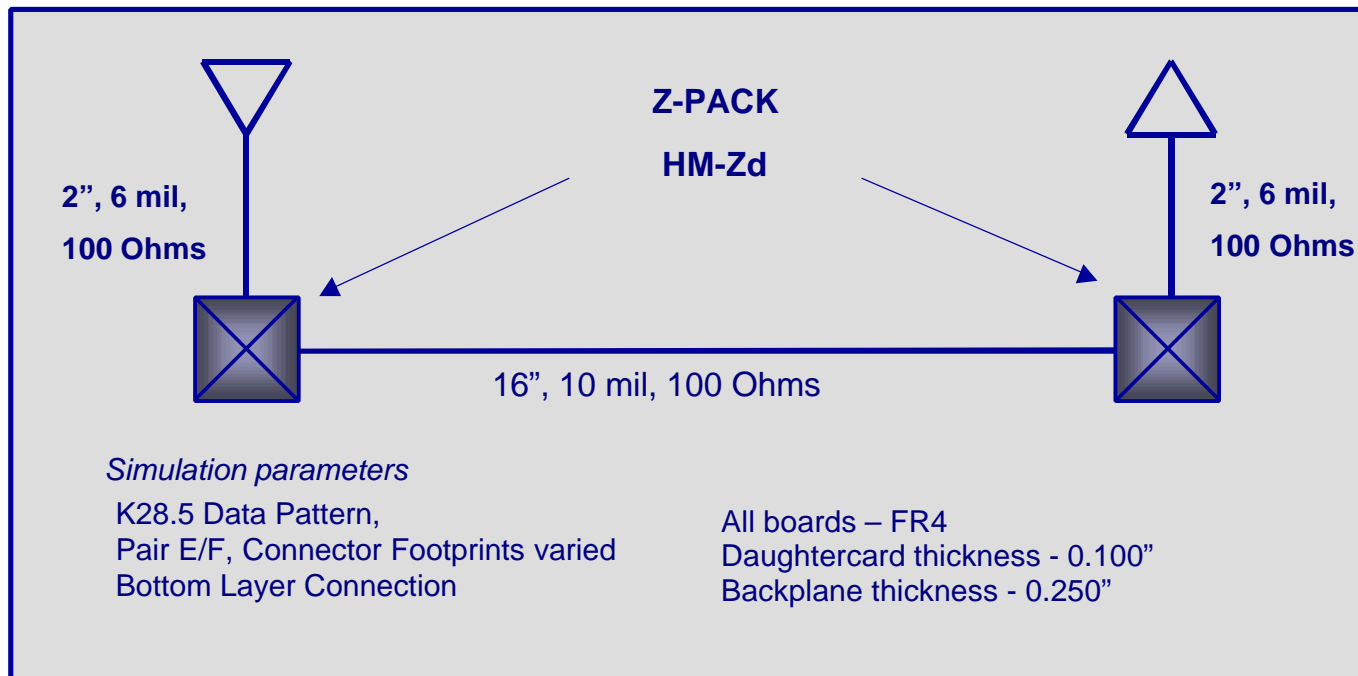 Z-PACK
HM-Zd
2”, 6 mil,
100 Ohms
2”, 6 mil,
100 Ohms
16”, 10 mil, 100 Ohms
Simulation parameters
K28.5 Data Pattern,
Pair E/F, Connector Footprints varied
Bottom Layer Connection
All boards – FR4
Daughtercard thickness - 0.100”
Backplane thickness - 0.250”